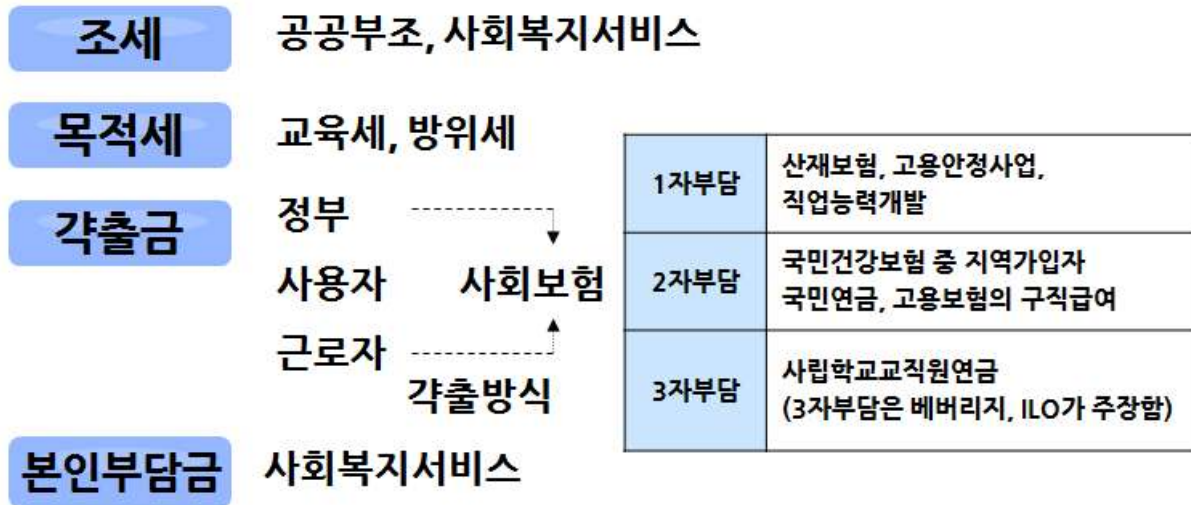 조세
공공부조, 사회복지서비스
목적세
교육세, 방위세
갹출금
정부
사용자
근로자
사회보험
갹출방식
1자부담
산재보험, 고용안정사업,
직업능력개발
2자부담
국민건강보험 중 지역가입자
국민연금, 고용보험의 구직급여
3자부담
사립학교교직원연금
(3자부담은 베버리지, ILO가 주장함)
본인부담금
사회복지서비스